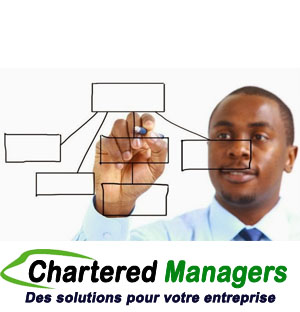 Chartered Managers
Des solutions pour votre entreprise